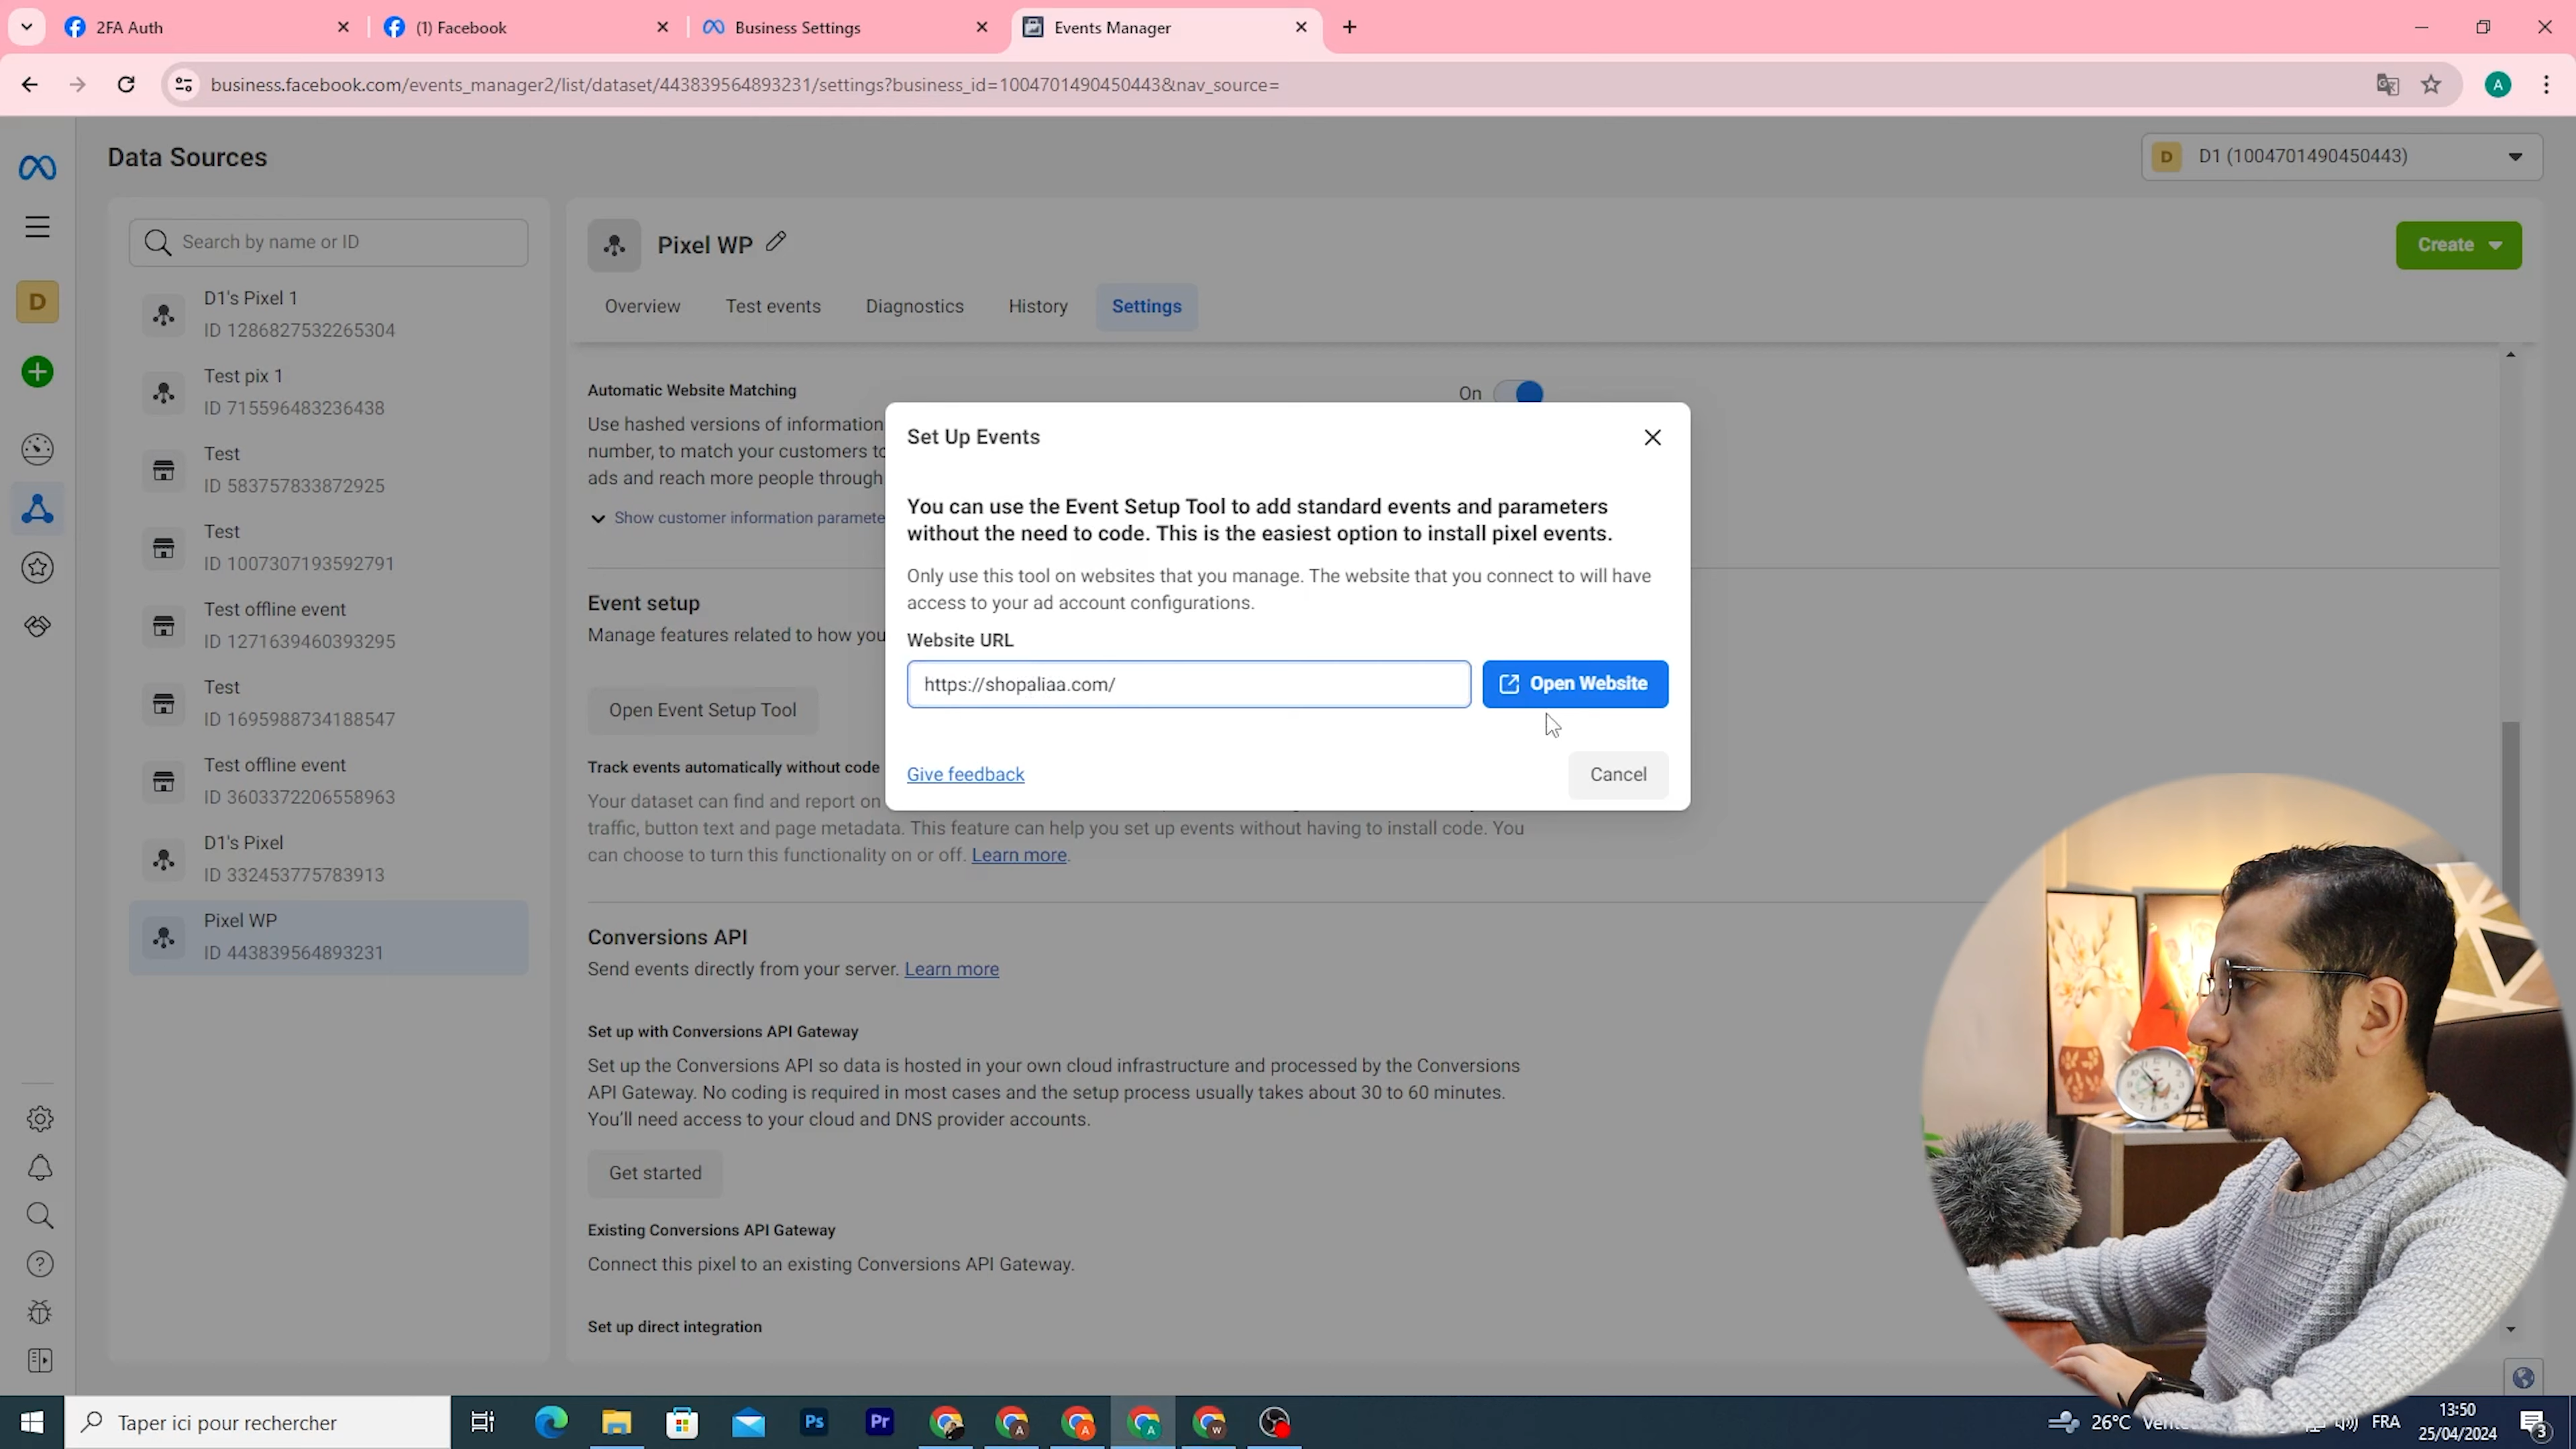 2FA Auth
(1) Facebook
Business Settings
Events Manager
business.facebook.com/events_manager2/list/dataset/443839564893231/settings?business_id=1004701490450443&nav_source=
A
Data Sources
D
D1 (1004701490450443)
Search by name or ID
D1's Pixel 1
ID 1286827532265304
Test pix 1
ID 715596483236438
Test
ID 583757833872925
Test
ID 1007307193592791
Test offline event
ID 1271639460393295
Test
ID 1695988734188547
Test offline event
ID 3603372206558963
D1's Pixel
ID 332453775783913
Pixel WP
ID 443839564893231
D
Pixel WP
Create
Overview
Test events
Diagnostics
History
Settings
Automatic Website Matching
On
Use hashed versions of information
number, to match your customers to
ads and reach more people through
Show customer information paramete
Event setup
Manage features related to how you
Open Event Setup Tool
Track events automatically without code
Your dataset can find and report on
traffic, button text and page metadata. This feature can help you set up events without having to install code. You
can choose to turn this functionality on or off. Learn more.
Set Up Events
You can use the Event Setup Tool to add standard events and parameters
without the need to code. This is the easiest option to install pixel events.
Only use this tool on websites that you manage. The website that you connect to will have
access to your ad account configurations.
Website URL
https://shopaliaa.com/
Open Website
Give feedback
Cancel
Conversions API
Send events directly from your server. Learn more
Set up with Conversions API Gateway
Set up the Conversions API so data is hosted in your own cloud infrastructure and processed by the Conversions
API Gateway. No coding is required in most cases and the setup process usually takes about 30 to 60 minutes.
You'll need access to your cloud and DNS provider accounts.
Get started
Existing Conversions API Gateway
Connect this pixel to an existing Conversions API Gateway.
Set up direct integration
Taper ici pour rechercher
Ps
Pr
A
A
A
W
26°C
FRA
13:50
25/04/2024
3